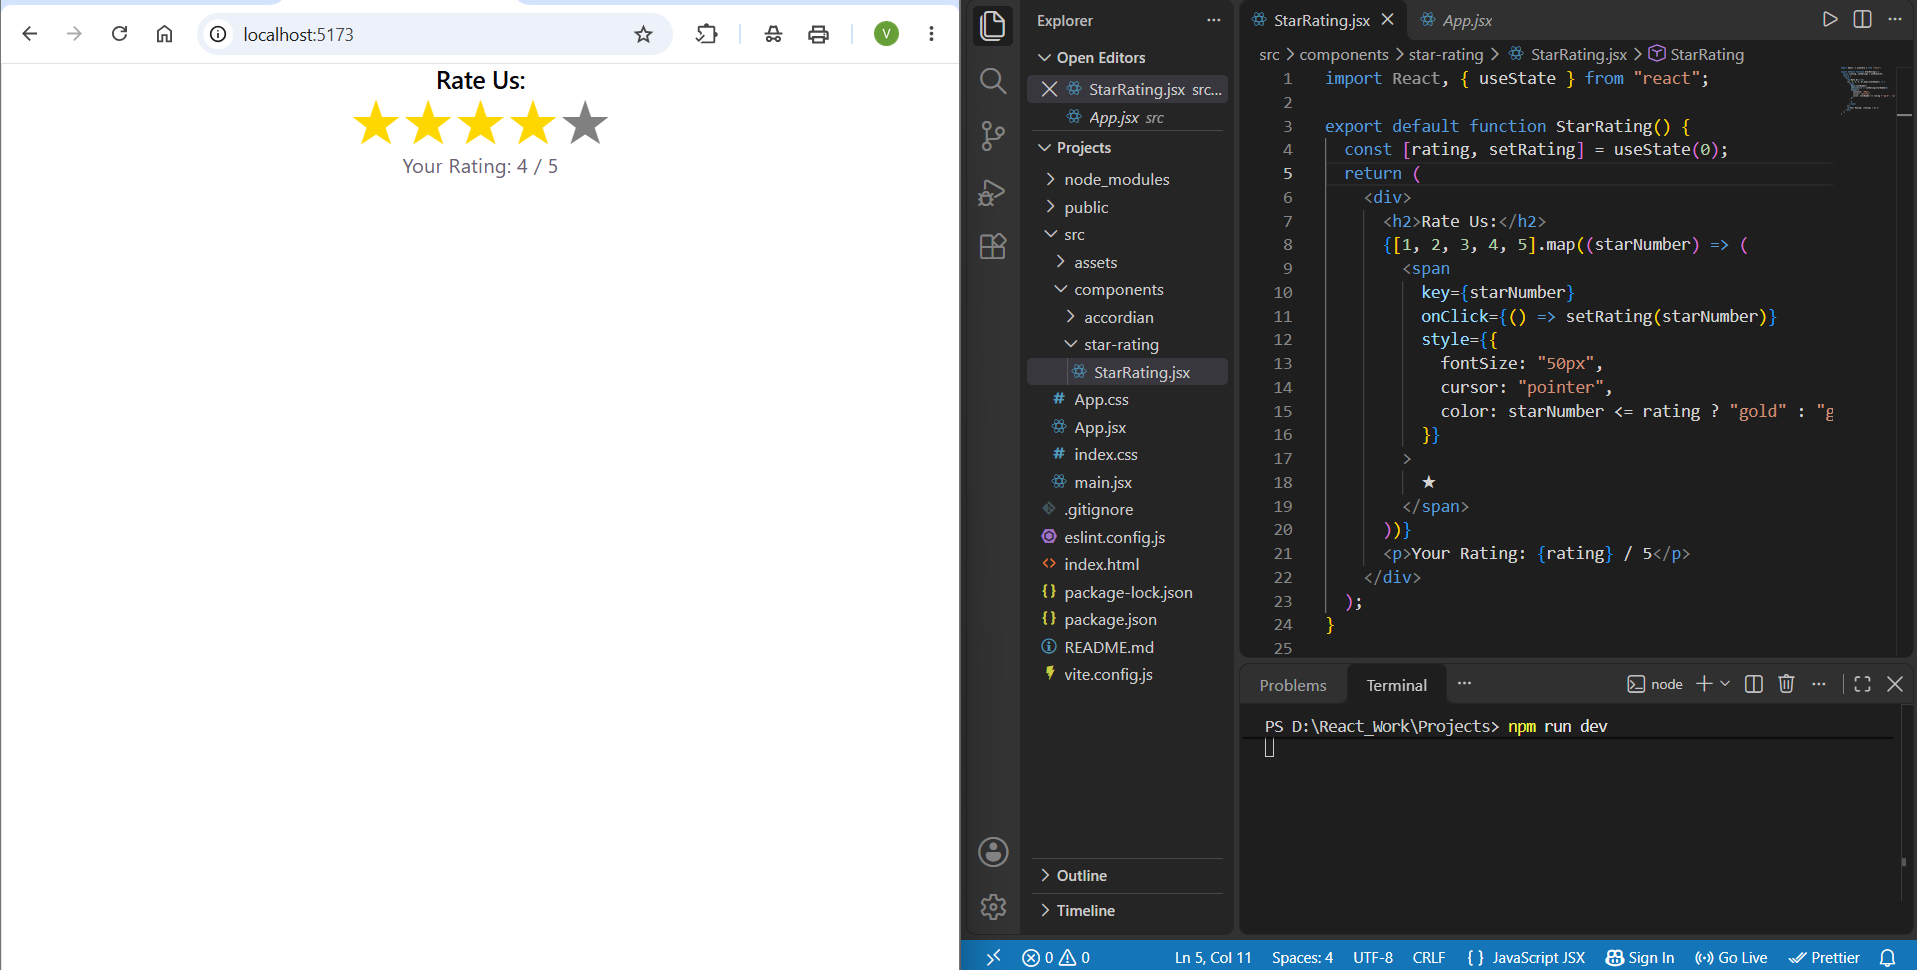 localhost:5173
V
Rate Us:
★★★★★
Your Rating: 4 / 5
Explorer
Open Editors
StarRating.jsx src...
App.jsx src
Projects
node_modules
public
src
assets
components
accordian
star-rating
StarRating.jsx
# App.css
App.jsx
# index.css
main.jsx
.gitignore
eslint.config.js
<> index.html
{} package-lock.json
{} package.json
README.md
vite.config.js
Outline
Timeline
StarRating.jsx
App.jsx
src > components > star-rating > StarRating.jsx > StarRating
1 import React, { useState } from "react";
2
3 export default function StarRating() {
4 const [rating, setRating] = useState(0);
5 return (
6 <div>
7 <h2>Rate Us:</h2>
8 {[1, 2, 3, 4, 5].map((starNumber) => (
9 <span
10 key={starNumber}
11 onClick={() => setRating(starNumber)}
12 style={{
13 fontSize: "50px",
14 cursor: "pointer",
15 color: starNumber <= rating ? "gold" : "g
16 }}
17 >
18 ★
19 </span>
20 ))}
21 <p>Your Rating: {rating} / 5</p>
22 </div>
23 );
24 }
25
Problems
Terminal
node
PS D:\React_Work\Projects> npm run dev
0 0
Ln 5, Col 11
Spaces: 4
UTF-8
CRLF
{ } JavaScript JSX
Sign In
Go Live
Prettier